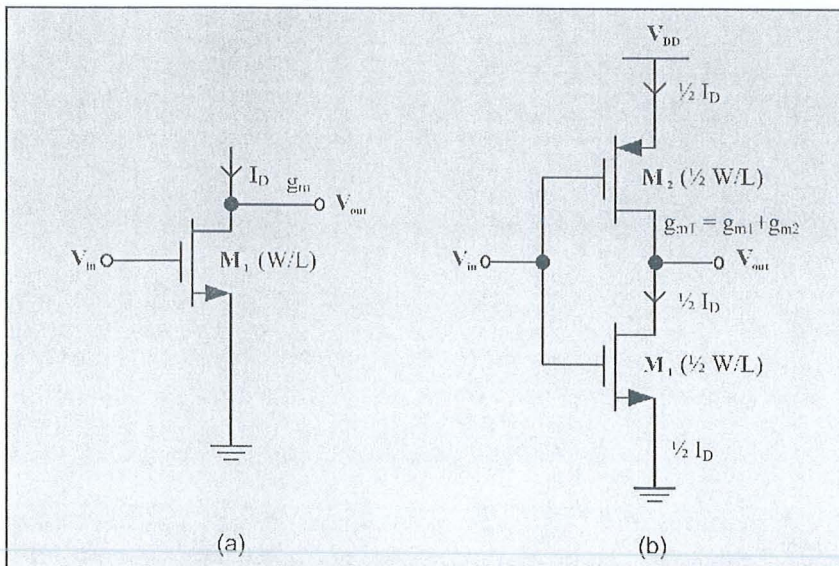 I_D
g_m
V_out
V_in
M_1 (W/L)
(a)
V_DD
½ I_D
M_2 (½ W/L)
g_mT = g_m1+g_m2
V_in
V_out
½ I_D
M_1 (½ W/L)
½ I_D
(b)